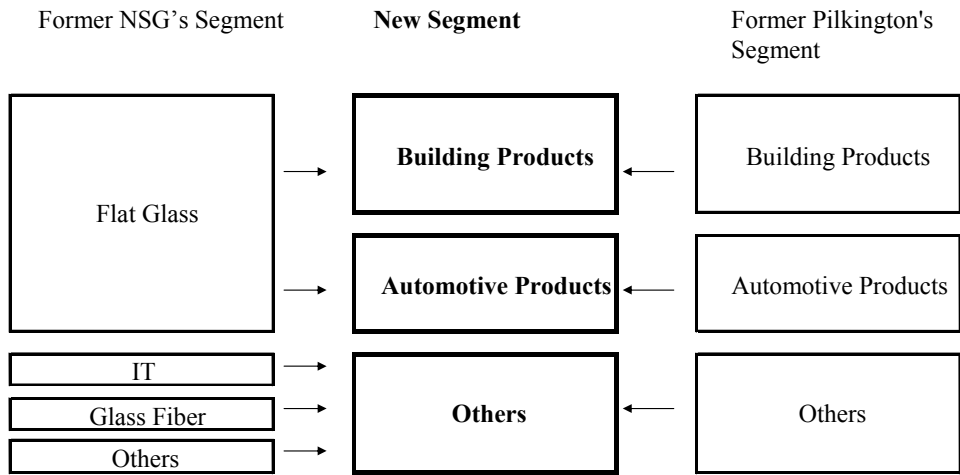 Former NSG’s Segment
New Segment
Former Pilkington's
Segment
Flat Glass
Building Products
Building Products
Automotive Products
Automotive Products
IT
Glass Fiber
Others
Others
Others